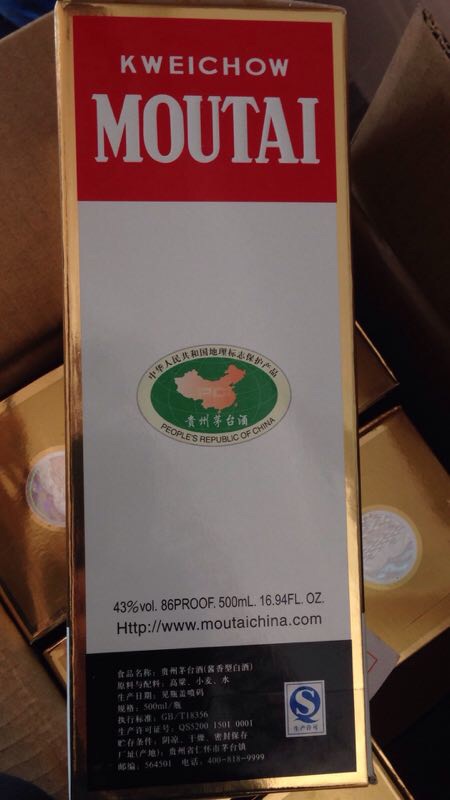 KWEICHOW
MOUTAI
中华人民共和国地理标志保护产品
贵州茅台酒
PEOPLE'S REPUBLIC OF CHINA
43%vol. 86PROOF. 500mL. 16.94FL. OZ.
Http://www.moutaichina.com
食品名称: 贵州茅台酒(酱香型白酒)
原料与配料: 高粱、小麦、水
生产日期: 见瓶盖喷码
规格: 500ml/瓶
执行标准: GB/T18356
生产许可证号: QS5200 1501 0001
贮存条件: 阴凉、干燥、密封保存
厂址(产地): 贵州省仁怀市茅台镇
邮编: 564501 电话: 400-818-9999
生产许可